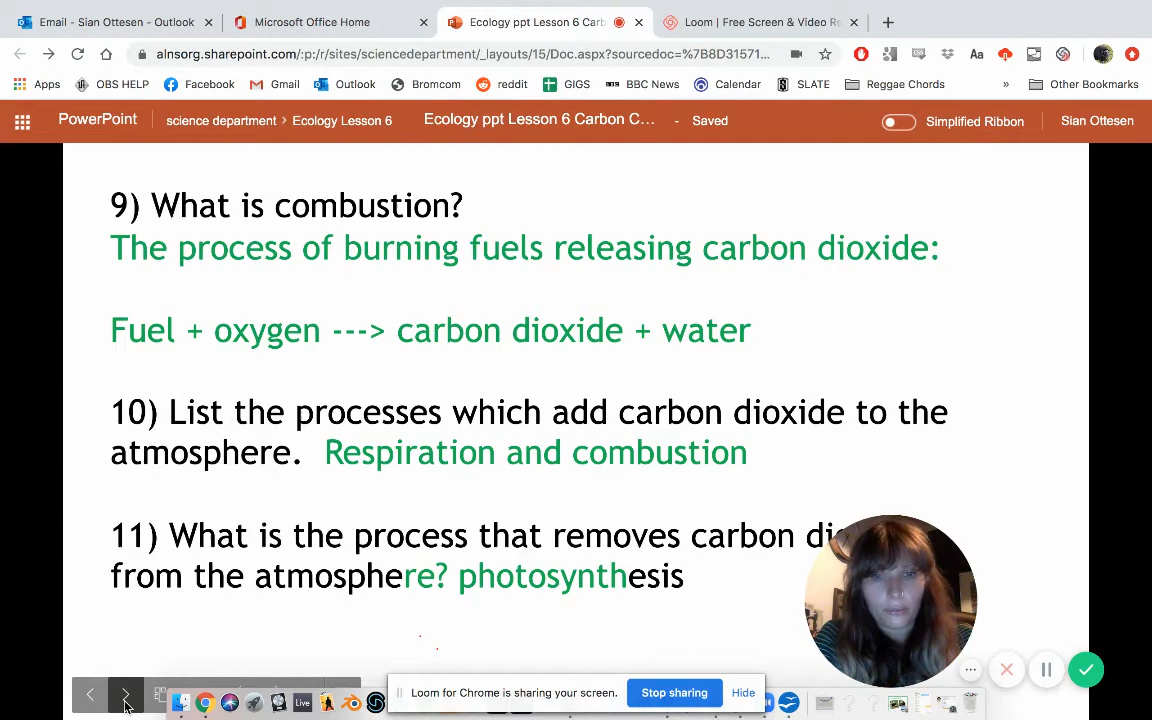 Email - Sian Ottesen - Outlook
Microsoft Office Home
Ecology ppt Lesson 6 Carb
Loom | Free Screen & Video Re
alnsorg.sharepoint.com/:p:/r/sites/sciencedepartment/_layouts/15/Doc.aspx?sourcedoc=%7B8D31571...
Apps
OBS HELP
Facebook
Gmail
Outlook
Bromcom
reddit
GIGS
BBC News
Calendar
SLATE
Reggae Chords
»
Other Bookmarks
PowerPoint
science department > Ecology Lesson 6
Ecology ppt Lesson 6 Carbon C... - Saved
Simplified Ribbon
Sian Ottesen
9) What is combustion?
The process of burning fuels releasing carbon dioxide:
Fuel + oxygen ---> carbon dioxide + water
10) List the processes which add carbon dioxide to the
atmosphere. Respiration and combustion
11) What is the process that removes carbon di
from the atmosphere? photosynthesis
Loom for Chrome is sharing your screen.
Stop sharing
Hide
Live